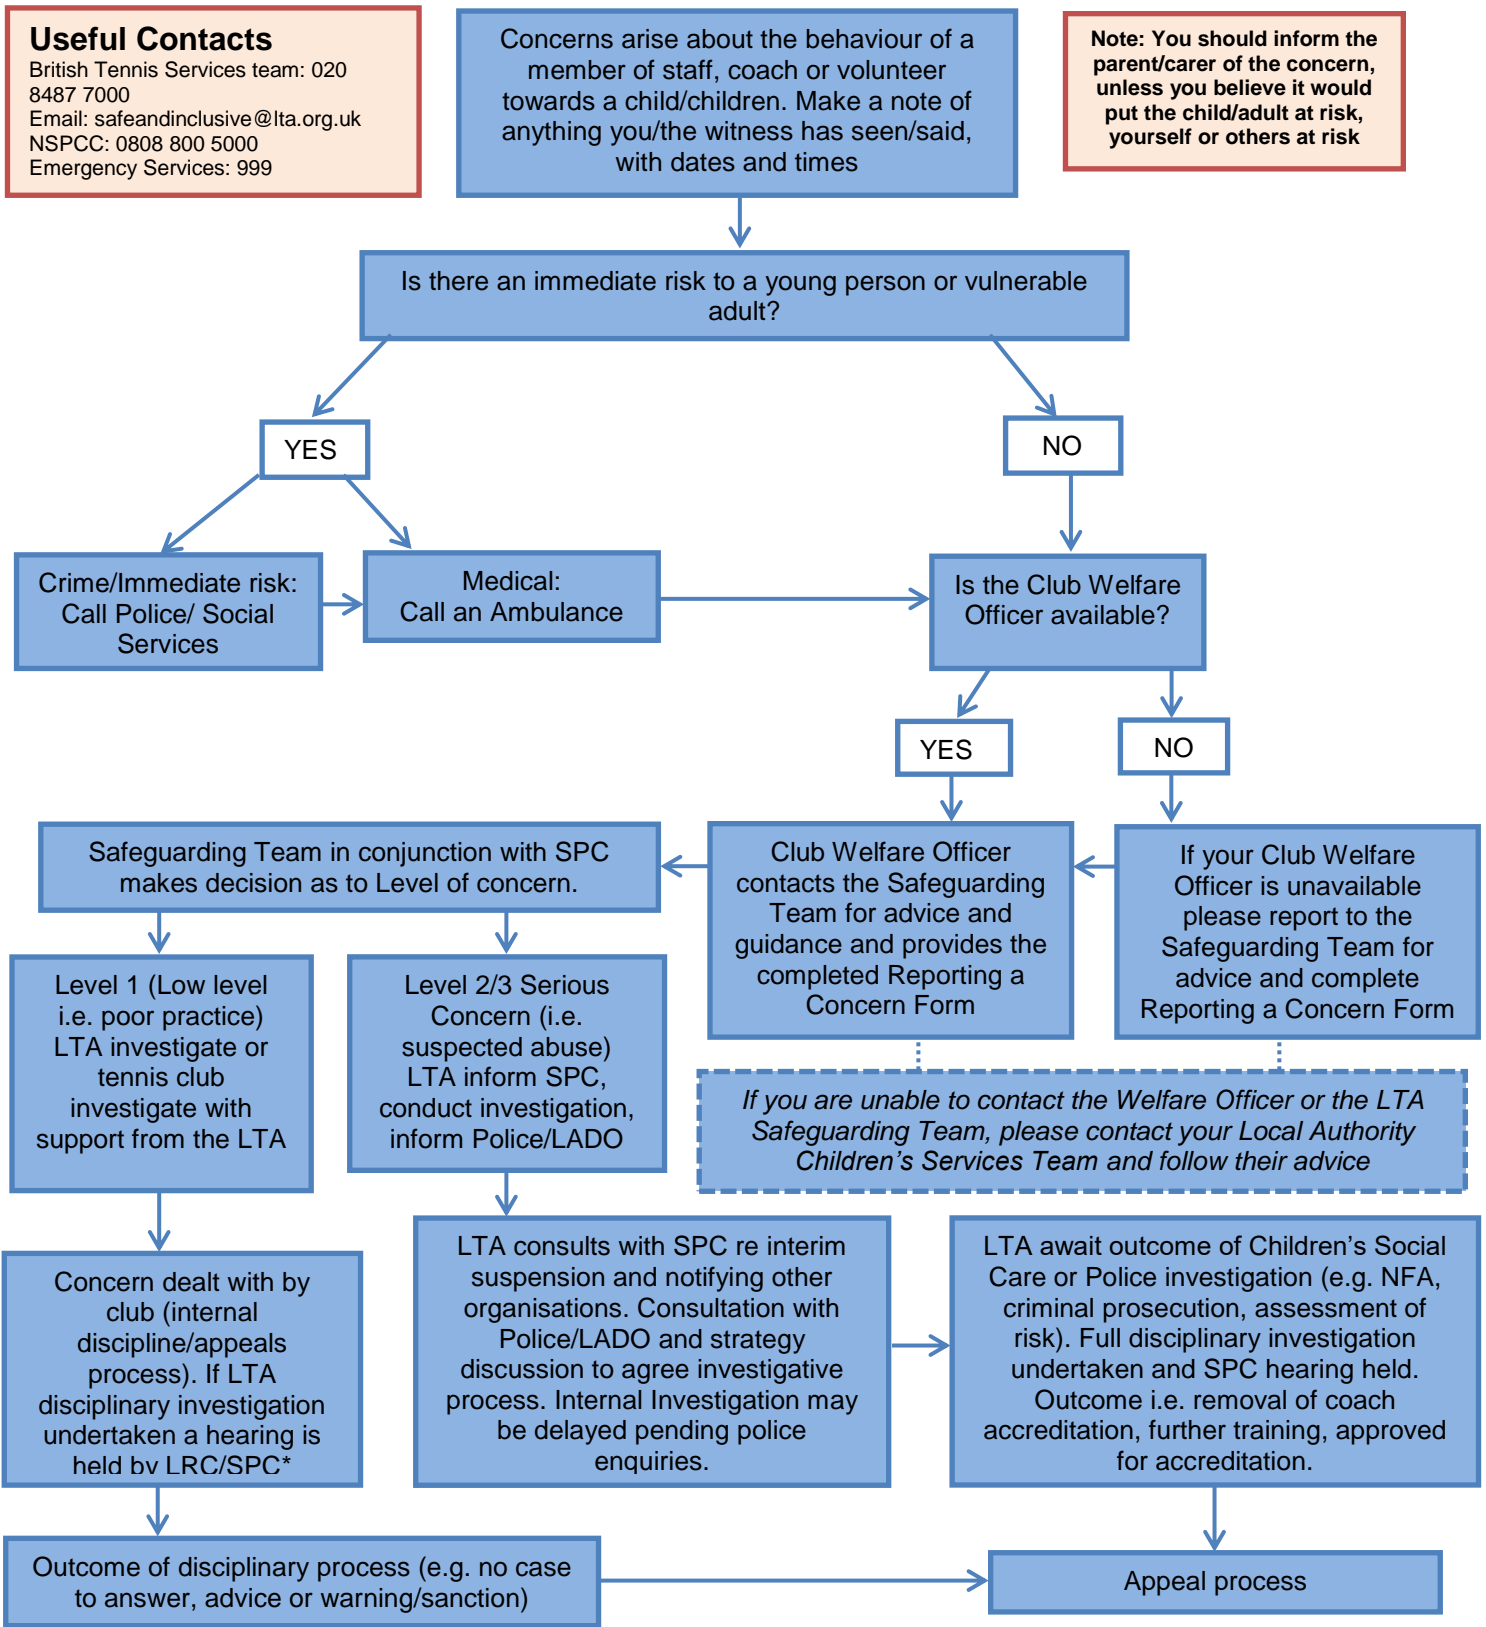 Useful Contacts
British Tennis Services team: 020
8487 7000
Email: safeandinclusive@lta.org.uk
NSPCC: 0808 800 5000
Emergency Services: 999
Concerns arise about the behaviour of a
member of staff, coach or volunteer
towards a child/children. Make a note of
anything you/the witness has seen/said,
with dates and times
Note: You should inform the
parent/carer of the concern,
unless you believe it would
put the child/adult at risk,
yourself or others at risk
Is there an immediate risk to a young person or vulnerable
adult?
YES
NO
Crime/Immediate risk:
Call Police/ Social
Services
Medical:
Call an Ambulance
Is the Club Welfare
Officer available?
YES
NO
Safeguarding Team in conjunction with SPC
makes decision as to Level of concern.
Club Welfare Officer
contacts the Safeguarding
Team for advice and
guidance and provides the
completed Reporting a
Concern Form
If your Club Welfare
Officer is unavailable
please report to the
Safeguarding Team for
advice and complete
Reporting a Concern Form
Level 1 (Low level
i.e. poor practice)
LTA investigate or
tennis club
investigate with
support from the LTA
Level 2/3 Serious
Concern (i.e.
suspected abuse)
LTA inform SPC,
conduct investigation,
inform Police/LADO
If you are unable to contact the Welfare Officer or the LTA
Safeguarding Team, please contact your Local Authority
Children’s Services Team and follow their advice
Concern dealt with by
club (internal
discipline/appeals
process). If LTA
disciplinary investigation
undertaken a hearing is
held by LRC/SPC*
LTA consults with SPC re interim
suspension and notifying other
organisations. Consultation with
Police/LADO and strategy
discussion to agree investigative
process. Internal Investigation may
be delayed pending police
enquiries.
LTA await outcome of Children’s Social
Care or Police investigation (e.g. NFA,
criminal prosecution, assessment of
risk). Full disciplinary investigation
undertaken and SPC hearing held.
Outcome i.e. removal of coach
accreditation, further training, approved
for accreditation.
Outcome of disciplinary process (e.g. no case
to answer, advice or warning/sanction)
Appeal process